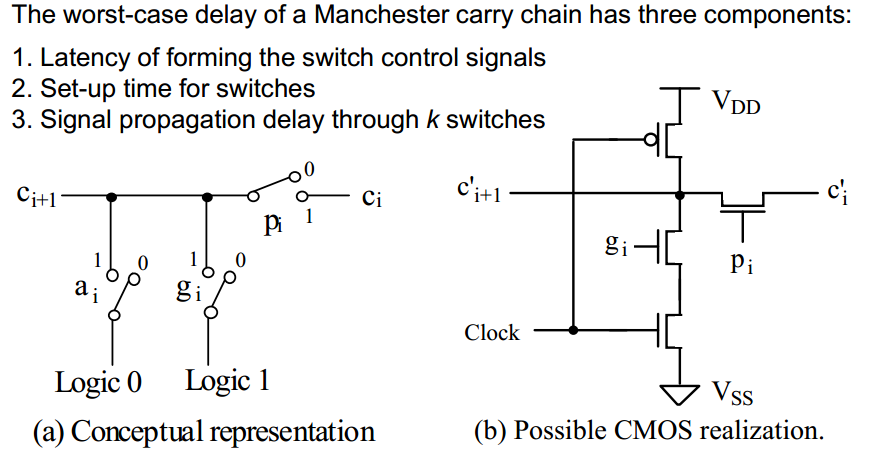 The worst-case delay of a Manchester carry chain has three components:
1. Latency of forming the switch control signals
2. Set-up time for switches
3. Signal propagation delay through k switches
c_{i+1}
0
1
p_i
c_i
1
0
a_i
1
0
g_i
Logic 0
Logic 1
(a) Conceptual representation
V_{DD}
c'_{i+1}
c'_i
g_i
p_i
Clock
V_{SS}
(b) Possible CMOS realization.